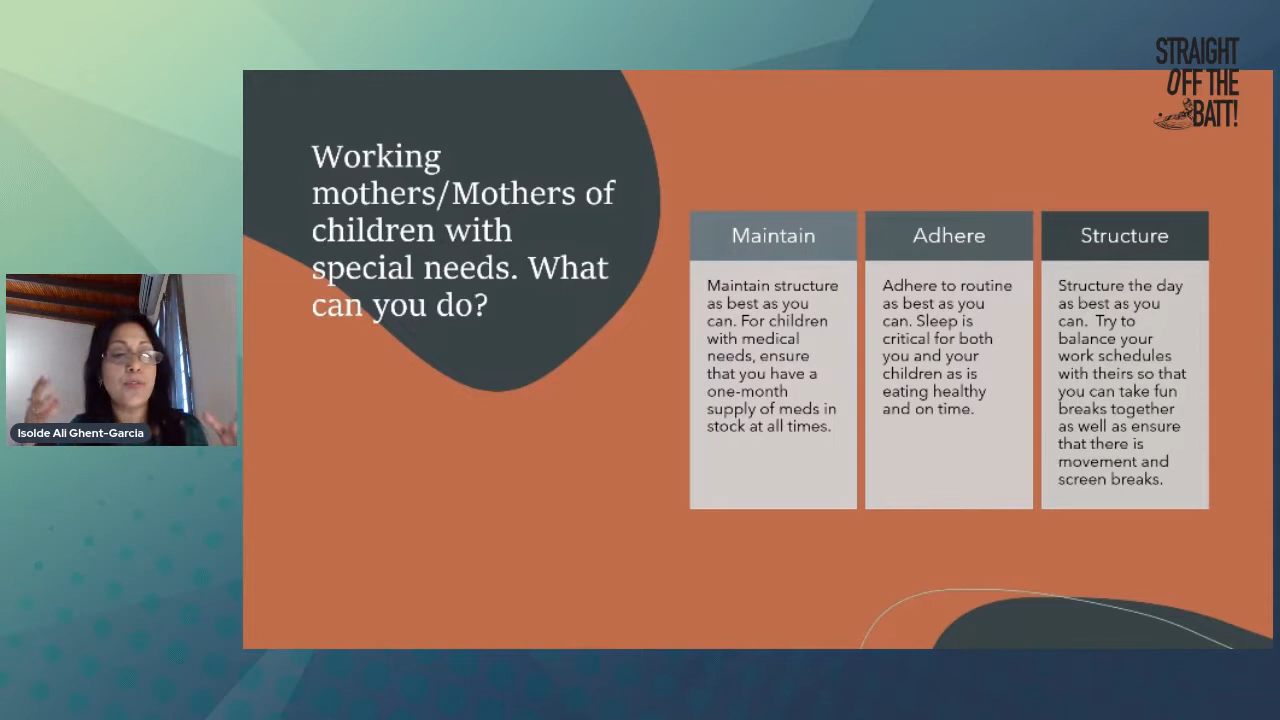 STRAIGHT
OFF THE
BATT!
Working
mothers/Mothers of
children with
special needs. What
can you do?
Maintain
Maintain structure
as best as you
can. For children
with medical
needs, ensure
that you have a
one-month
supply of meds in
stock at all times.
Adhere
Adhere to routine
as best as you
can. Sleep is
critical for both
you and your
children as is
eating healthy
and on time.
Structure
Structure the day
as best as you
can. Try to
balance your
work schedules
with theirs so that
you can take fun
breaks together
as well as ensure
that there is
movement and
screen breaks.
Isolde Ali Ghent-Garcia